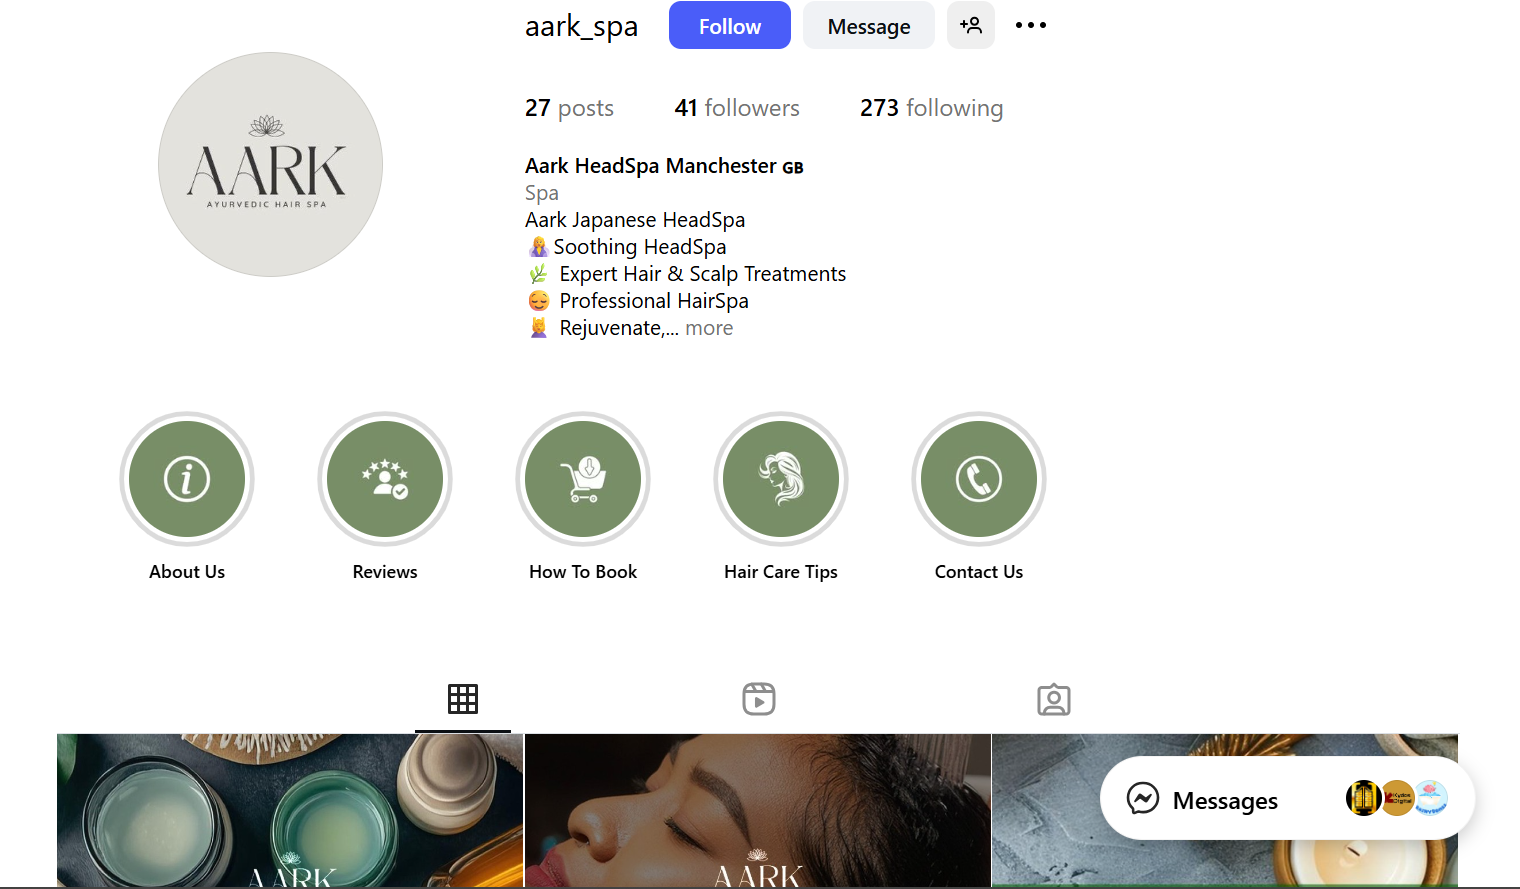 aark_spa
Follow
Message
27 posts
41 followers
273 following
AARK
AYURVEDIC HAIR SPA
Aark HeadSpa Manchester GB
Spa
Aark Japanese HeadSpa
Soothing HeadSpa
Expert Hair & Scalp Treatments
Professional HairSpa
Rejuvenate,... more
About Us
Reviews
How To Book
Hair Care Tips
Contact Us
AARK
AARK
Messages
Kydos
Digital